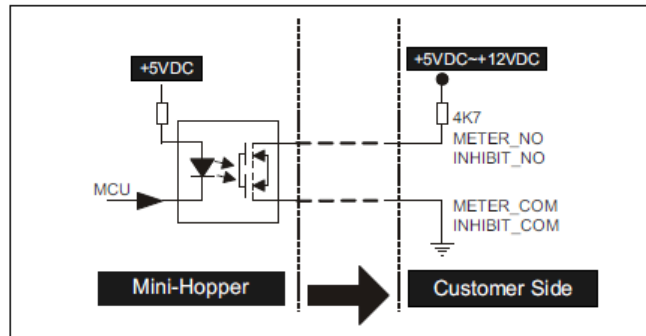 +5VDC
+5VDC~+12VDC
4K7
METER_NO
INHIBIT_NO
MCU
METER_COM
INHIBIT_COM
Mini-Hopper
Customer Side